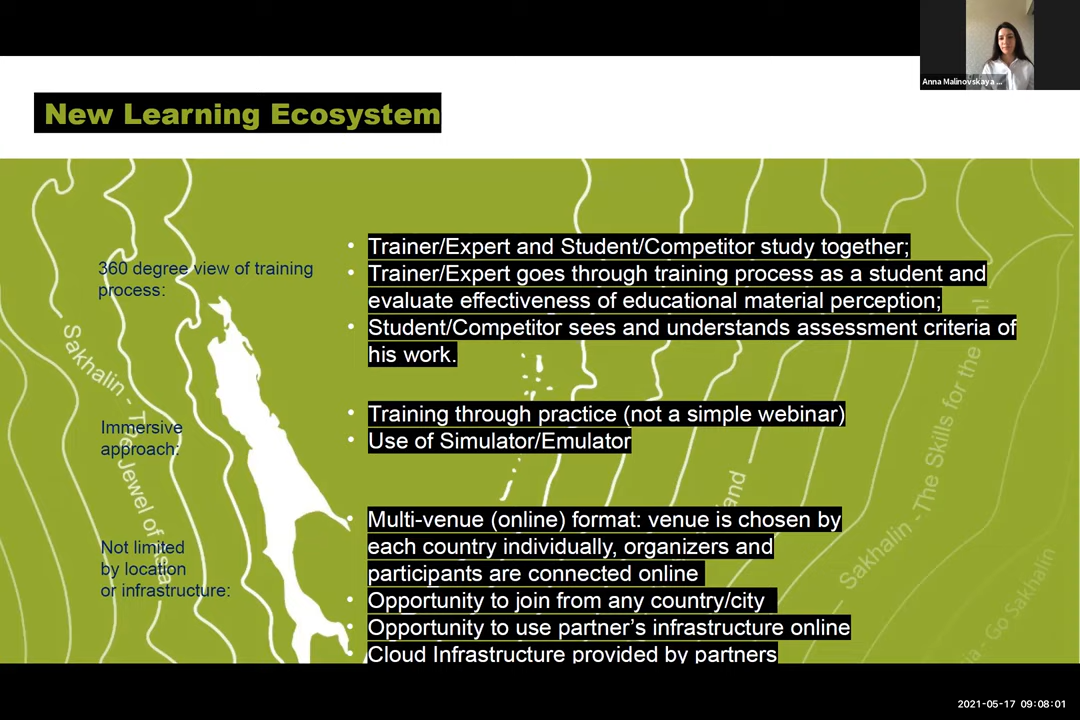 Anna Malinovskaya ...
New Learning Ecosystem
360 degree view of training
process:
• Trainer/Expert and Student/Competitor study together;
• Trainer/Expert goes through training process as a student and
evaluate effectiveness of educational material perception;
• Student/Competitor sees and understands assessment criteria of
his work.
Immersive
approach:
• Training through practice (not a simple webinar)
• Use of Simulator/Emulator
Not limited
by location
or infrastructure:
• Multi-venue (online) format: venue is chosen by
each country individually, organizers and
participants are connected online
• Opportunity to join from any country/city
• Opportunity to use partner’s infrastructure online
• Cloud Infrastructure provided by partners
Sakhalin - The Jewel of Asia
and
Sakhalin -The Skills for the
- Go Sakhalin
2021-05-17 09:08:01